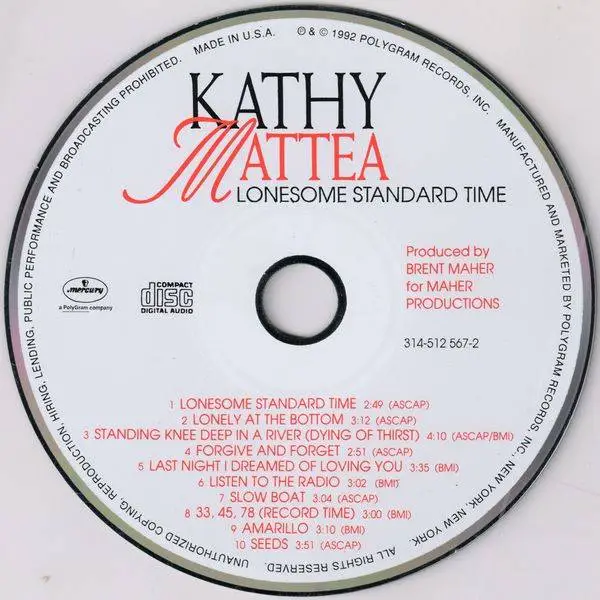 MADE IN U.S.A.
℗ & © 1992 POLYGRAM RECORDS, INC. MANUFACTURED AND MARKETED BY POLYGRAM RECORDS, INC., NEW YORK, NEW YORK.
ALL RIGHTS RESERVED.
UNAUTHORIZED COPYING, REPRODUCTION, HIRING, LENDING, PUBLIC PERFORMANCE AND BROADCASTING PROHIBITED.
KATHY
MATTEA
LONESOME STANDARD TIME
Produced by
BRENT MAHER
for MAHER
PRODUCTIONS
mercury
a PolyGram company
COMPACT
disc
DIGITAL AUDIO
314-512 567-2
1 LONESOME STANDARD TIME 2:49 (ASCAP)
2 LONELY AT THE BOTTOM 3:12 (ASCAP)
3 STANDING KNEE DEEP IN A RIVER (DYING OF THIRST) 4:10 (ASCAP/BMI)
4 FORGIVE AND FORGET 2:51 (ASCAP)
5 LAST NIGHT I DREAMED OF LOVING YOU 3:35 (BMI)
6 LISTEN TO THE RADIO 3:02 (BMI)
7 SLOW BOAT 3:04 (ASCAP)
8 33, 45, 78 (RECORD TIME) 3:00 (BMI)
9 AMARILLO 3:10 (BMI)
10 SEEDS 3:51 (ASCAP)